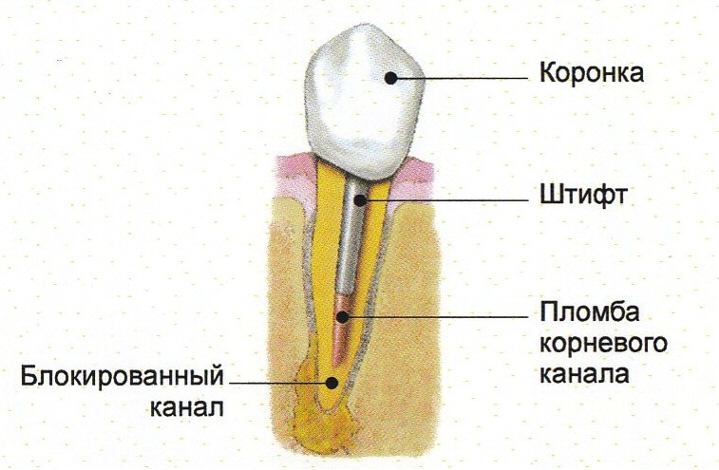 Коронка
Штифт
Пломба
корневого
канала
Блокированный
канал